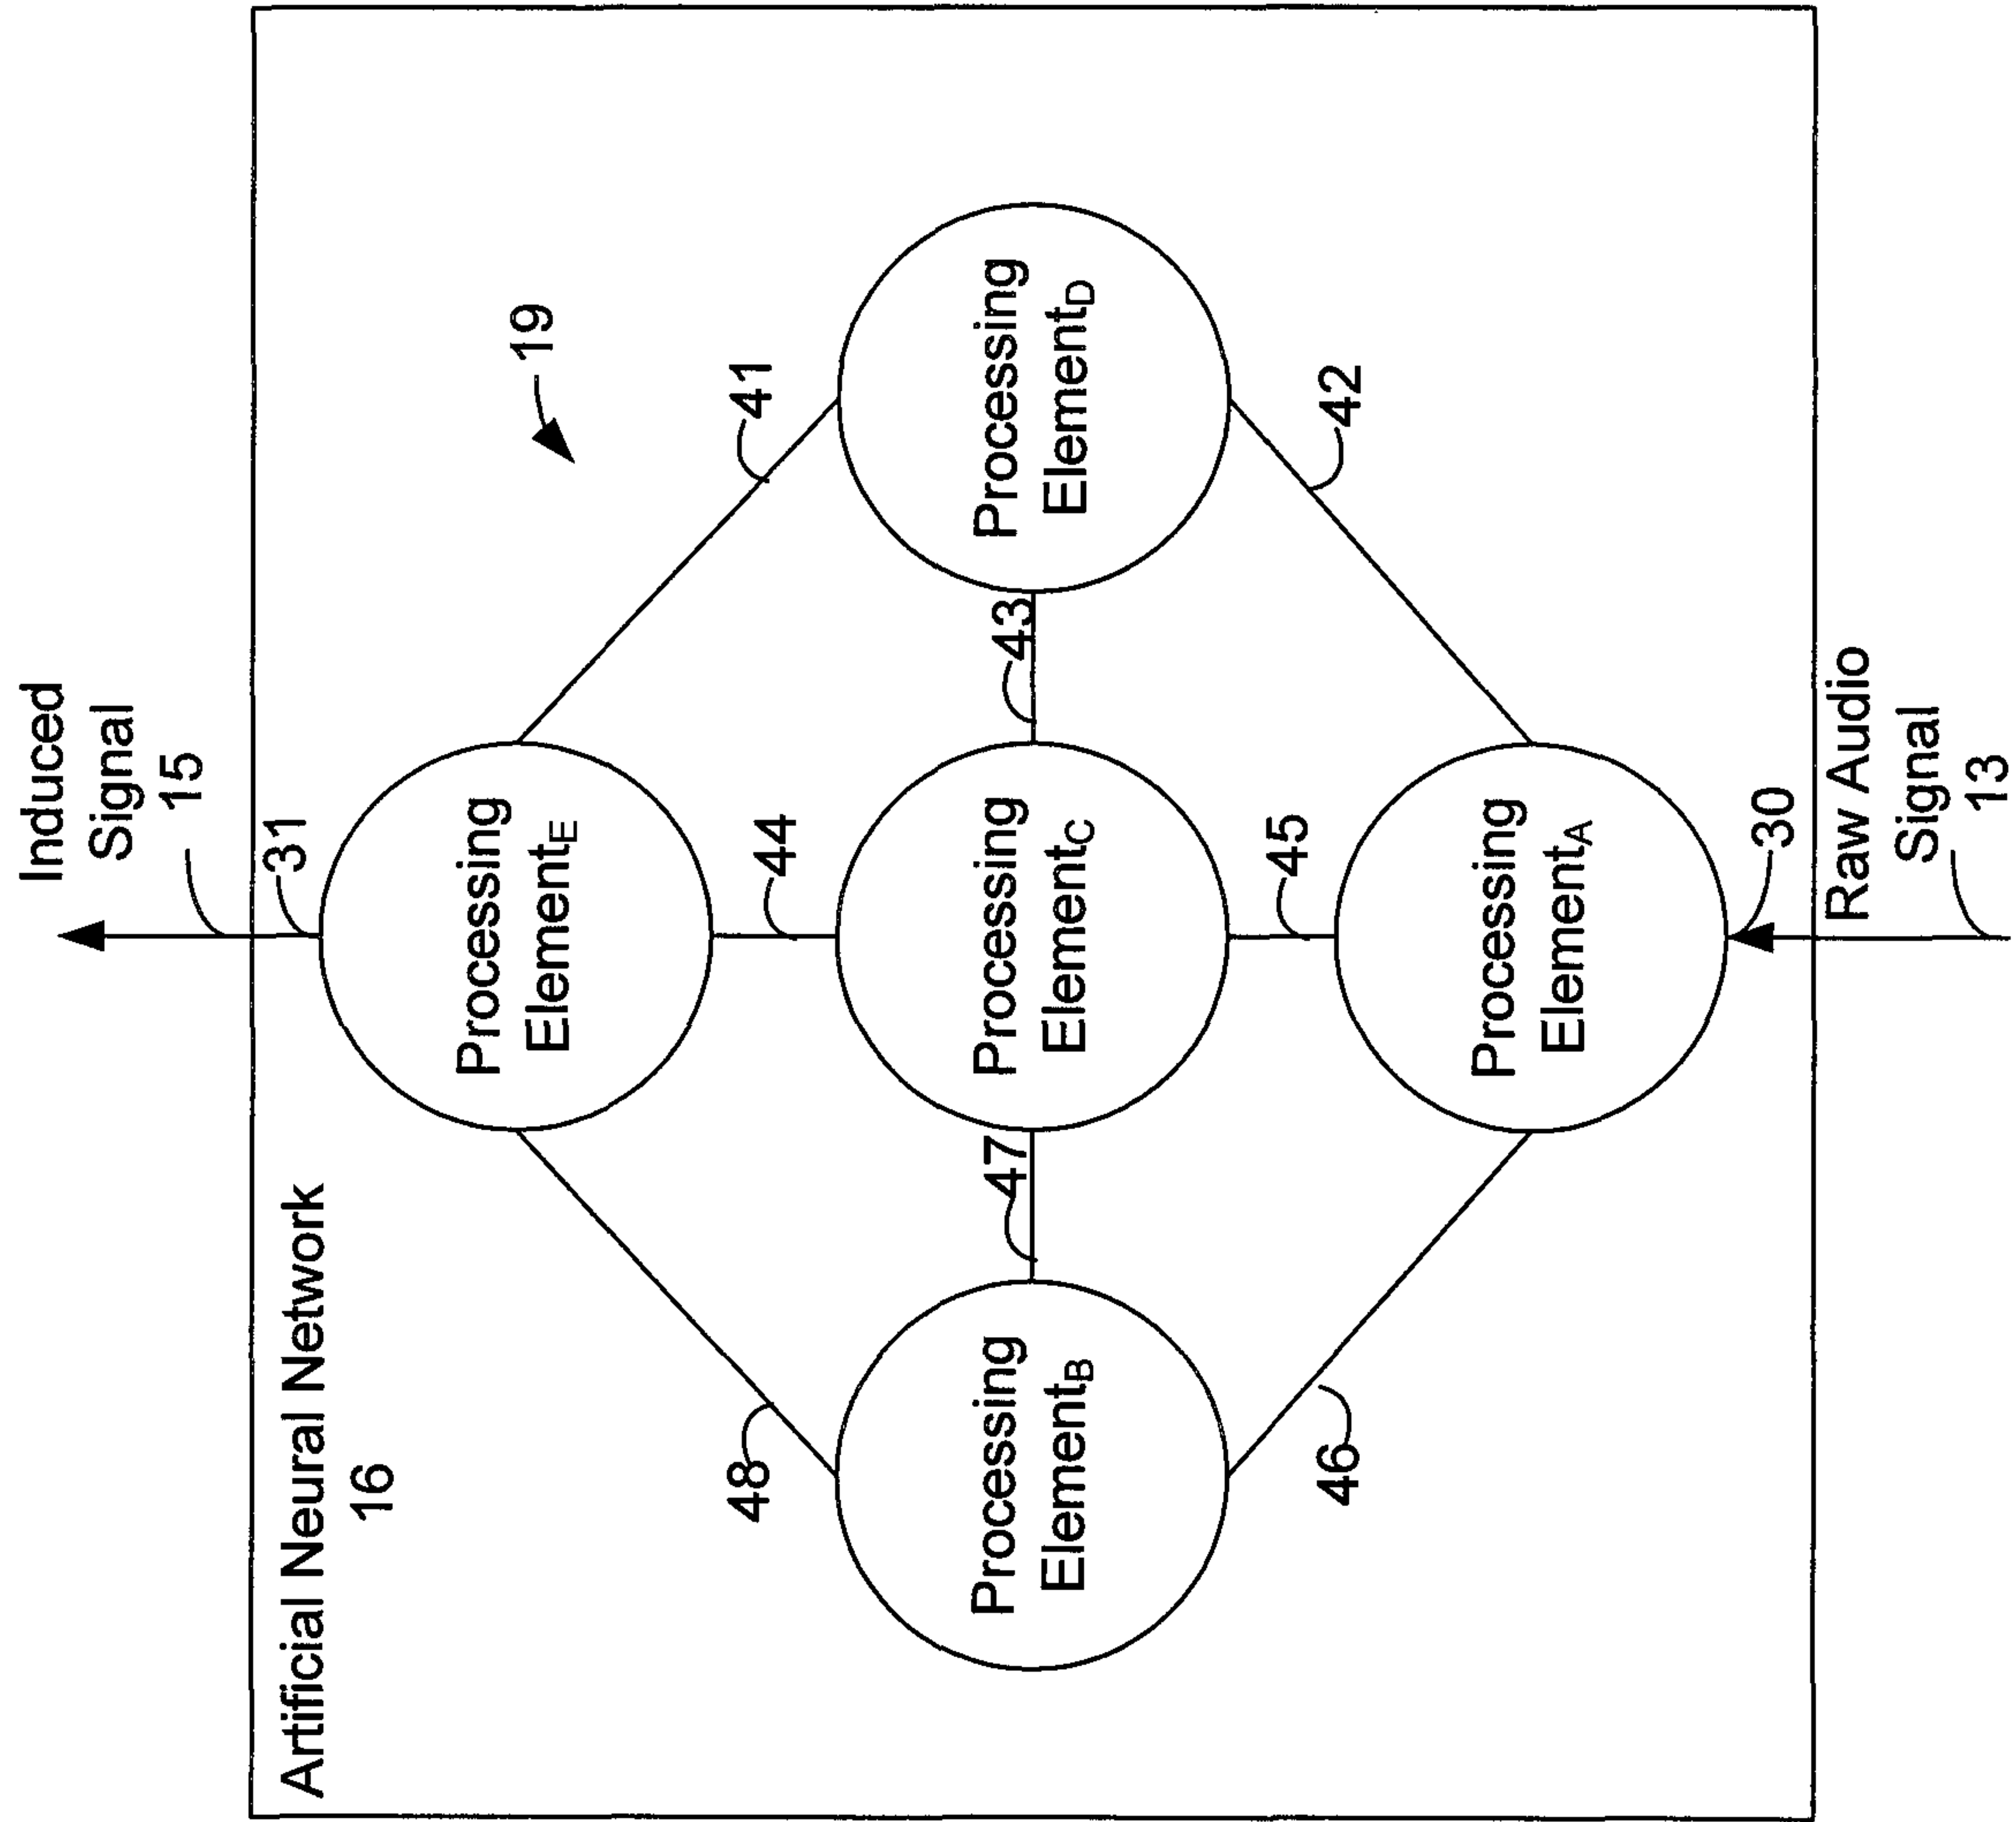 Artificial Neural Network
16
Raw Audio
Signal
13
30
Processing
Element_A
46
45
42
Processing
Element_B
47
Processing
Element_C
43
Processing
Element_D
48
44
41
19
Processing
Element_E
31
Induced
Signal
15